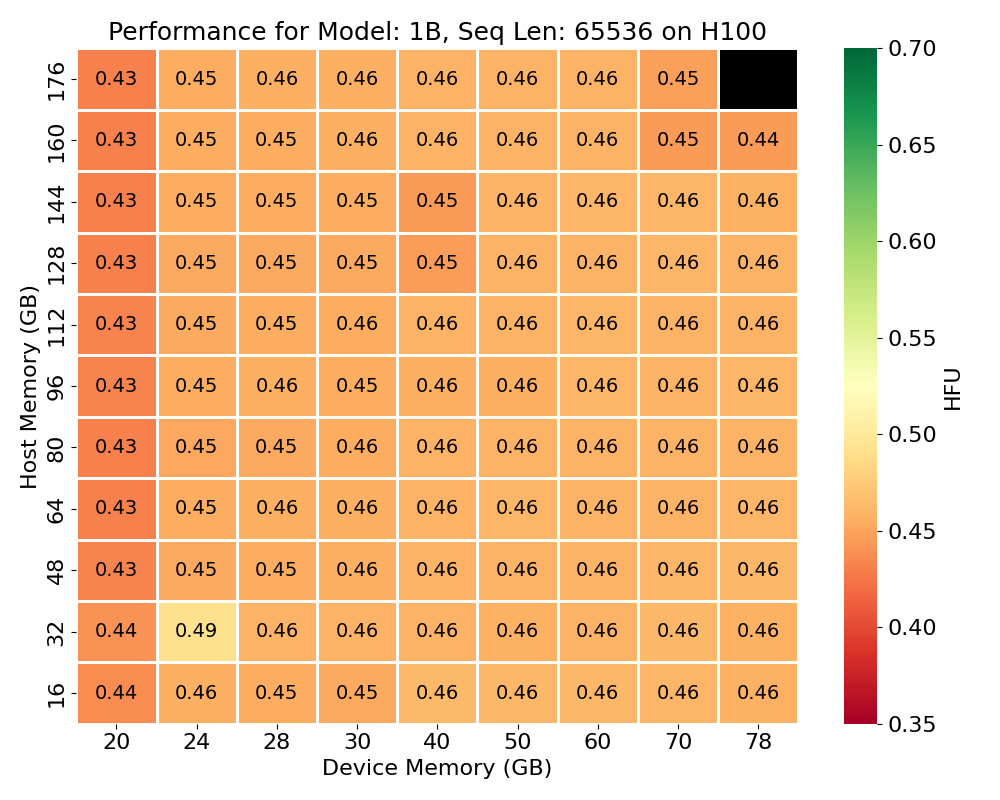 Performance for Model: 1B, Seq Len: 65536 on H100
176 0.43 0.45 0.46 0.46 0.46 0.46 0.46 0.45
160 0.43 0.45 0.45 0.46 0.46 0.46 0.46 0.45 0.44
144 0.43 0.45 0.45 0.45 0.45 0.46 0.46 0.46 0.46
128 0.43 0.45 0.45 0.45 0.45 0.46 0.46 0.46 0.46
112 0.43 0.45 0.45 0.46 0.46 0.46 0.46 0.46 0.46
96 0.43 0.45 0.46 0.45 0.46 0.46 0.46 0.46 0.46
80 0.43 0.45 0.45 0.46 0.46 0.46 0.46 0.46 0.46
64 0.43 0.45 0.46 0.46 0.46 0.46 0.46 0.46 0.46
48 0.43 0.45 0.45 0.46 0.46 0.46 0.46 0.46 0.46
32 0.44 0.49 0.46 0.46 0.46 0.46 0.46 0.46 0.46
16 0.44 0.46 0.45 0.45 0.46 0.46 0.46 0.46 0.46
20 24 28 30 40 50 60 70 78
Device Memory (GB)
Host Memory (GB)
0.70
0.65
0.60
0.55
0.50
0.45
0.40
0.35
HFU